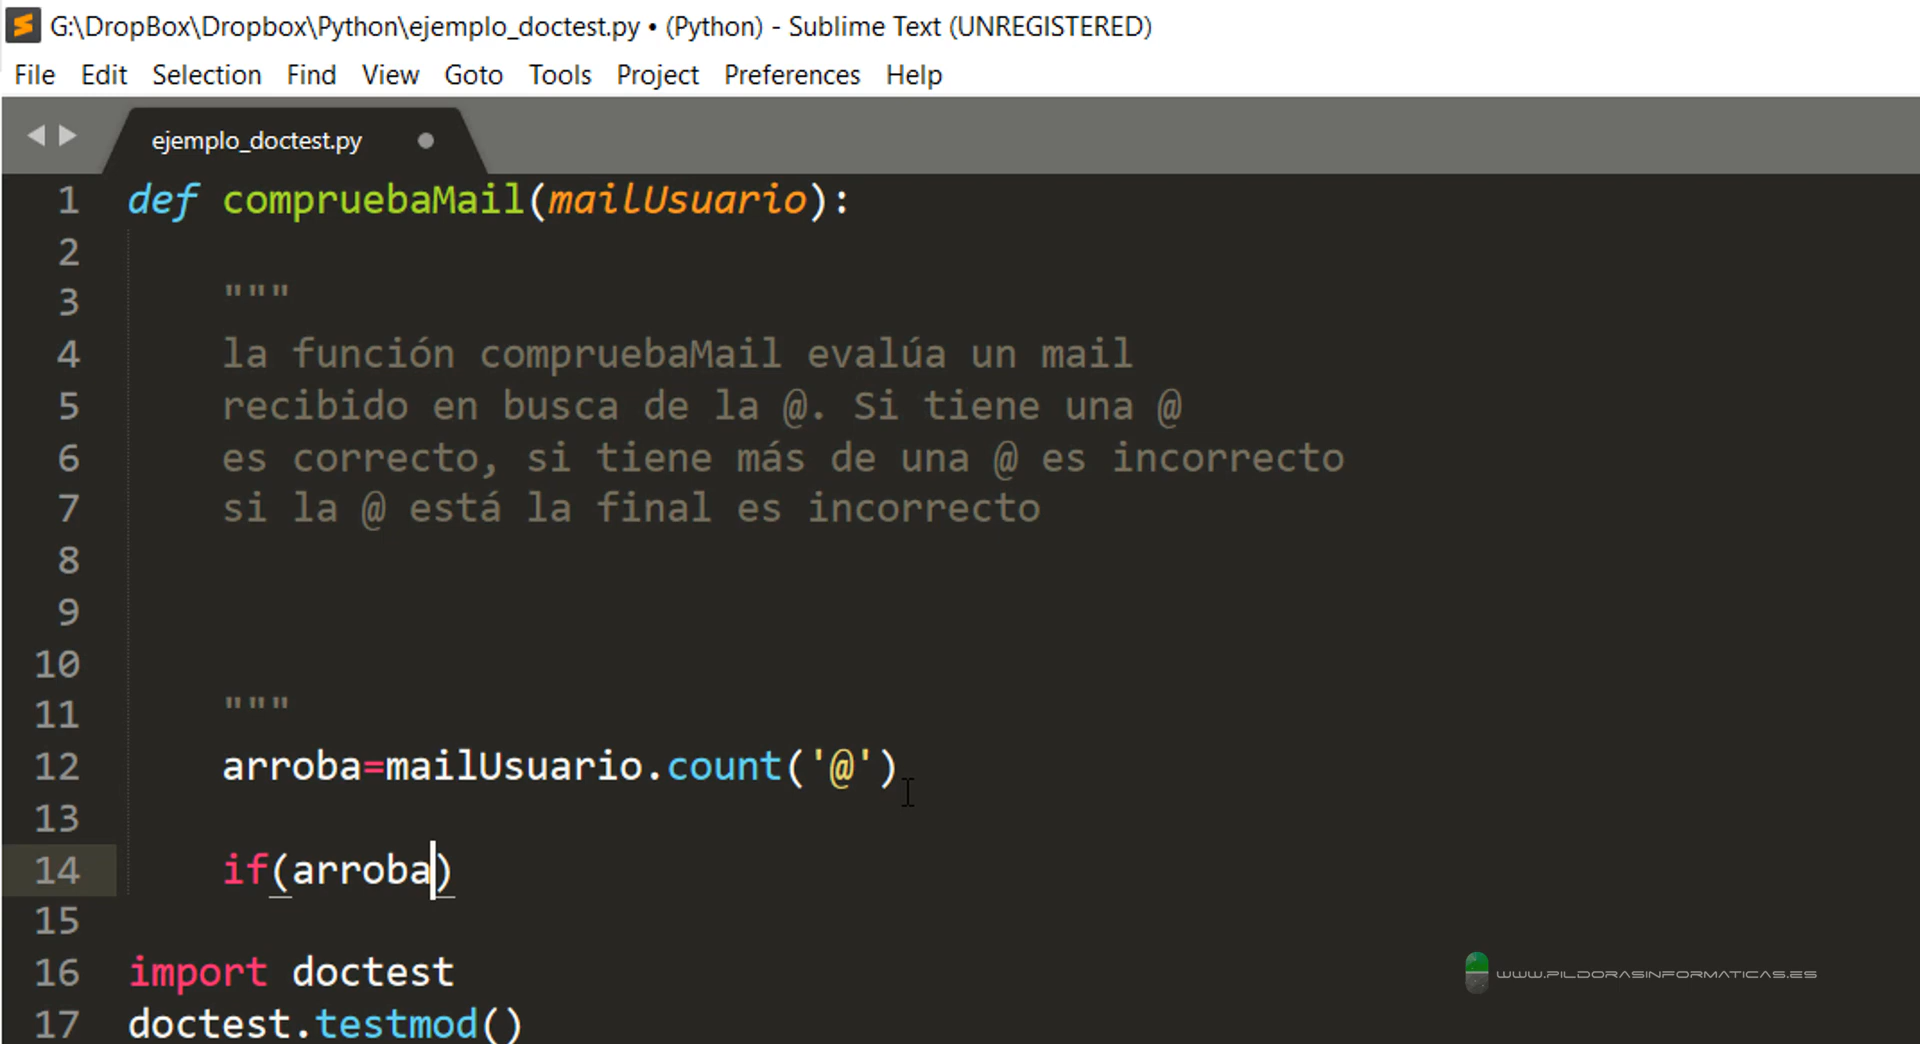 G:\DropBox\Dropbox\Python\ejemplo_doctest.py • (Python) - Sublime Text (UNREGISTERED)
File Edit Selection Find View Goto Tools Project Preferences Help
ejemplo_doctest.py
1 def compruebaMail(mailUsuario):
2
3 """
4 la función compruebaMail evalúa un mail
5 recibido en busca de la @. Si tiene una @
6 es correcto, si tiene más de una @ es incorrecto
7 si la @ está la final es incorrecto
8
9
10
11 """
12 arroba=mailUsuario.count('@')
13
14 if(arroba)
15
16 import doctest
17 doctest.testmod()
WWW.PILDORASINFORMATICAS.ES